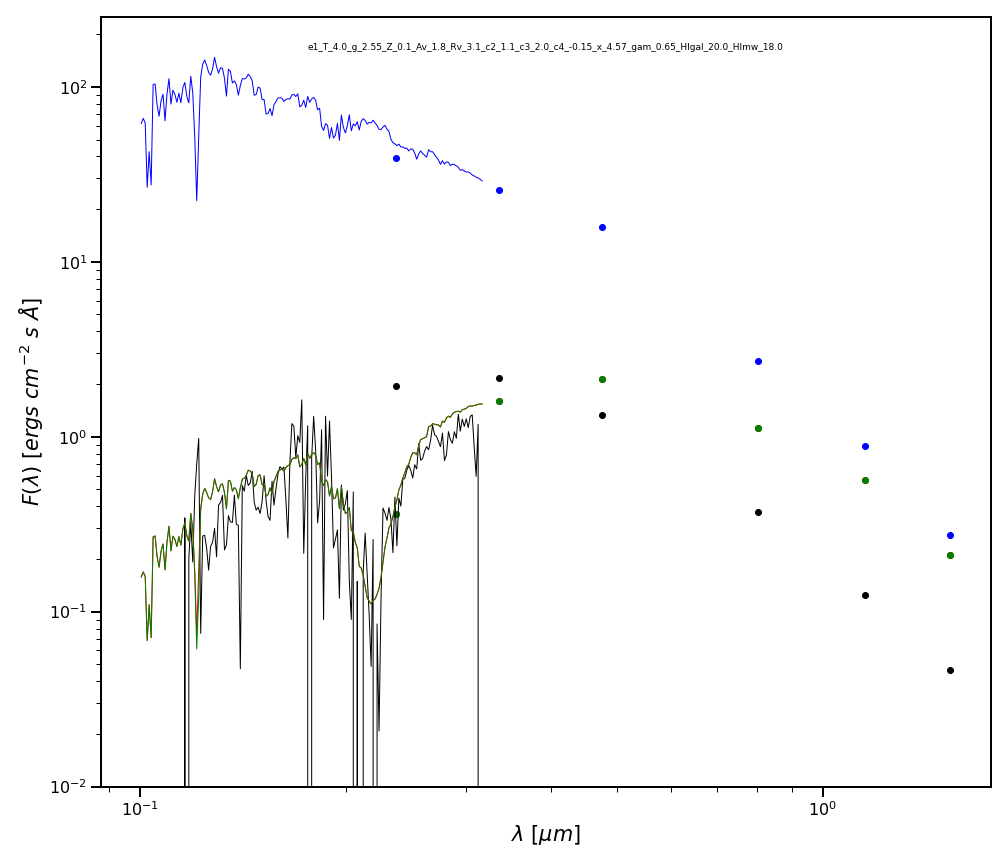 e1_T_4.0_g_2.55_Z_0.1_Av_1.8_Rv_3.1_c2_1.1_c3_2.0_c4_-0.15_x_4.57_gam_0.65_HIgal_20.0_HImw_18.0
10²
10¹
10⁰
10⁻¹
10⁻²
F(λ) [ergs cm⁻² s Å]
10⁻¹
10⁰
λ [μm]